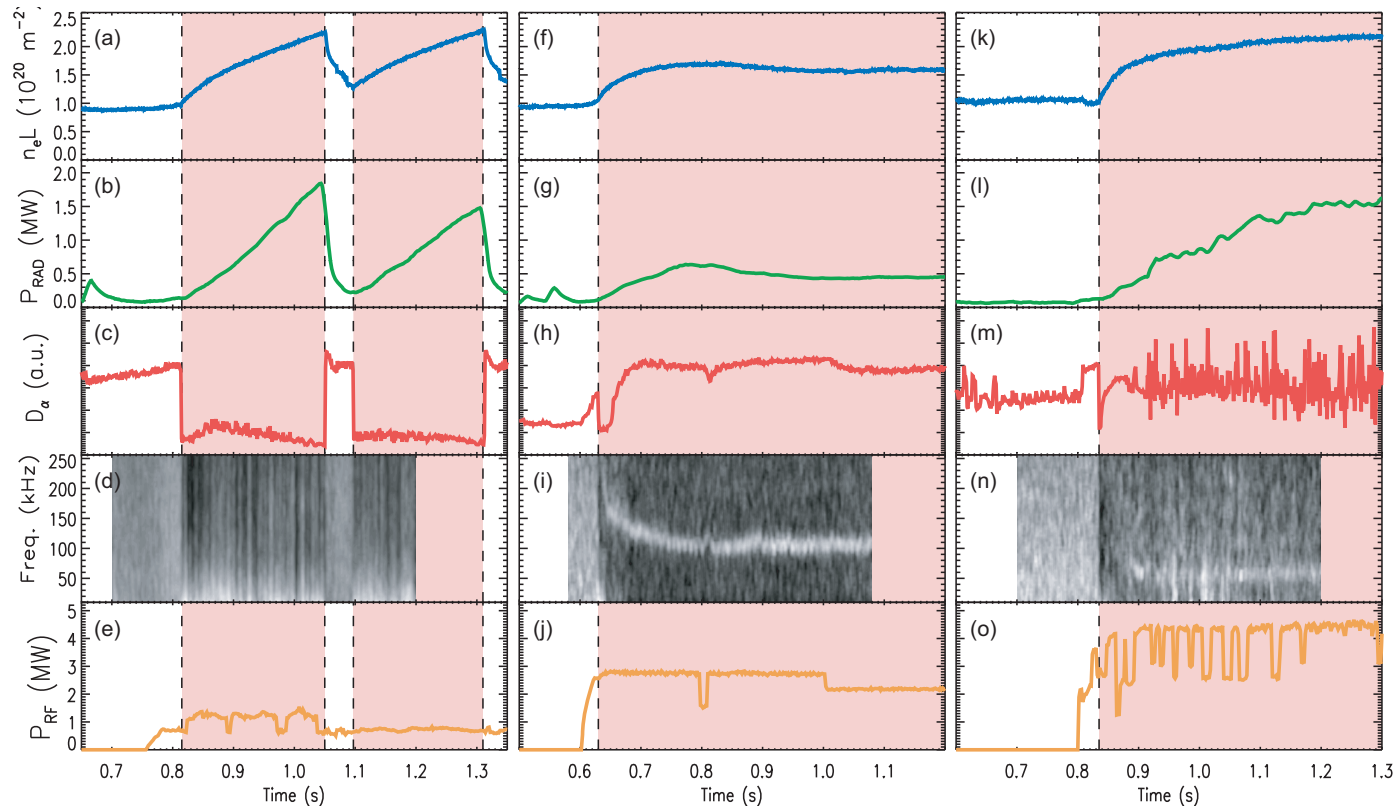 (a) (f) (k)
n_eL (10^20 m^-2)
2.5 2.0 1.5 1.0 0.5 0.0
(b) (g) (l)
P_RAD (MW)
2.0 1.5 1.0 0.5 0.0
(c) (h) (m)
D_α (a.u.)
(d) (i) (n)
Freq. (kHz)
250 200 150 100 50
(e) (j) (o)
P_RF (MW)
5 4 3 2 1 0
0.7 0.8 0.9 1.0 1.1 1.2 1.3
0.6 0.7 0.8 0.9 1.0 1.1
0.7 0.8 0.9 1.0 1.1 1.2 1.3
Time (s) Time (s) Time (s)